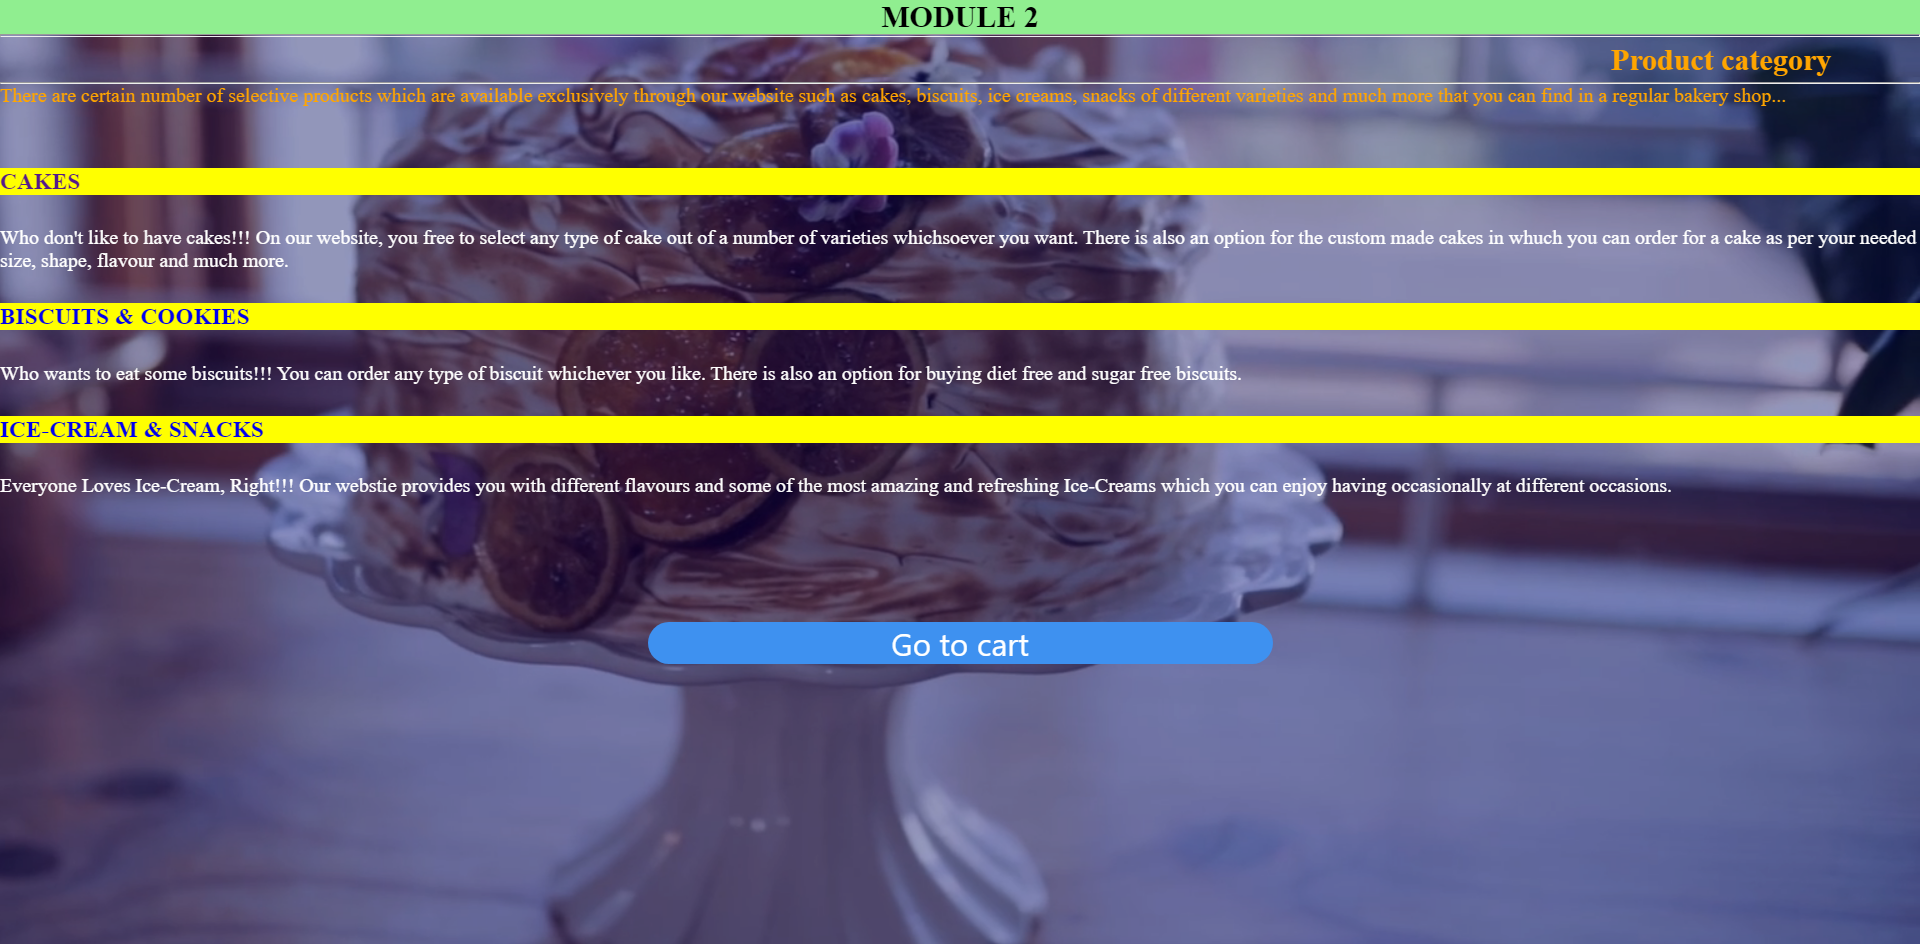 MODULE 2
Product category
There are certain number of selective products which are available exclusively through our website such as cakes, biscuits, ice creams, snacks of different varieties and much more that you can find in a regular bakery shop...
CAKES
Who don't like to have cakes!!! On our website, you free to select any type of cake out of a number of varieties whichsoever you want. There is also an option for the custom made cakes in whuch you can order for a cake as per your needed
size, shape, flavour and much more.
BISCUITS & COOKIES
Who wants to eat some biscuits!!! You can order any type of biscuit whichever you like. There is also an option for buying diet free and sugar free biscuits.
ICE-CREAM & SNACKS
Everyone Loves Ice-Cream, Right!!! Our webstie provides you with different flavours and some of the most amazing and refreshing Ice-Creams which you can enjoy having occasionally at different occasions.
Go to cart